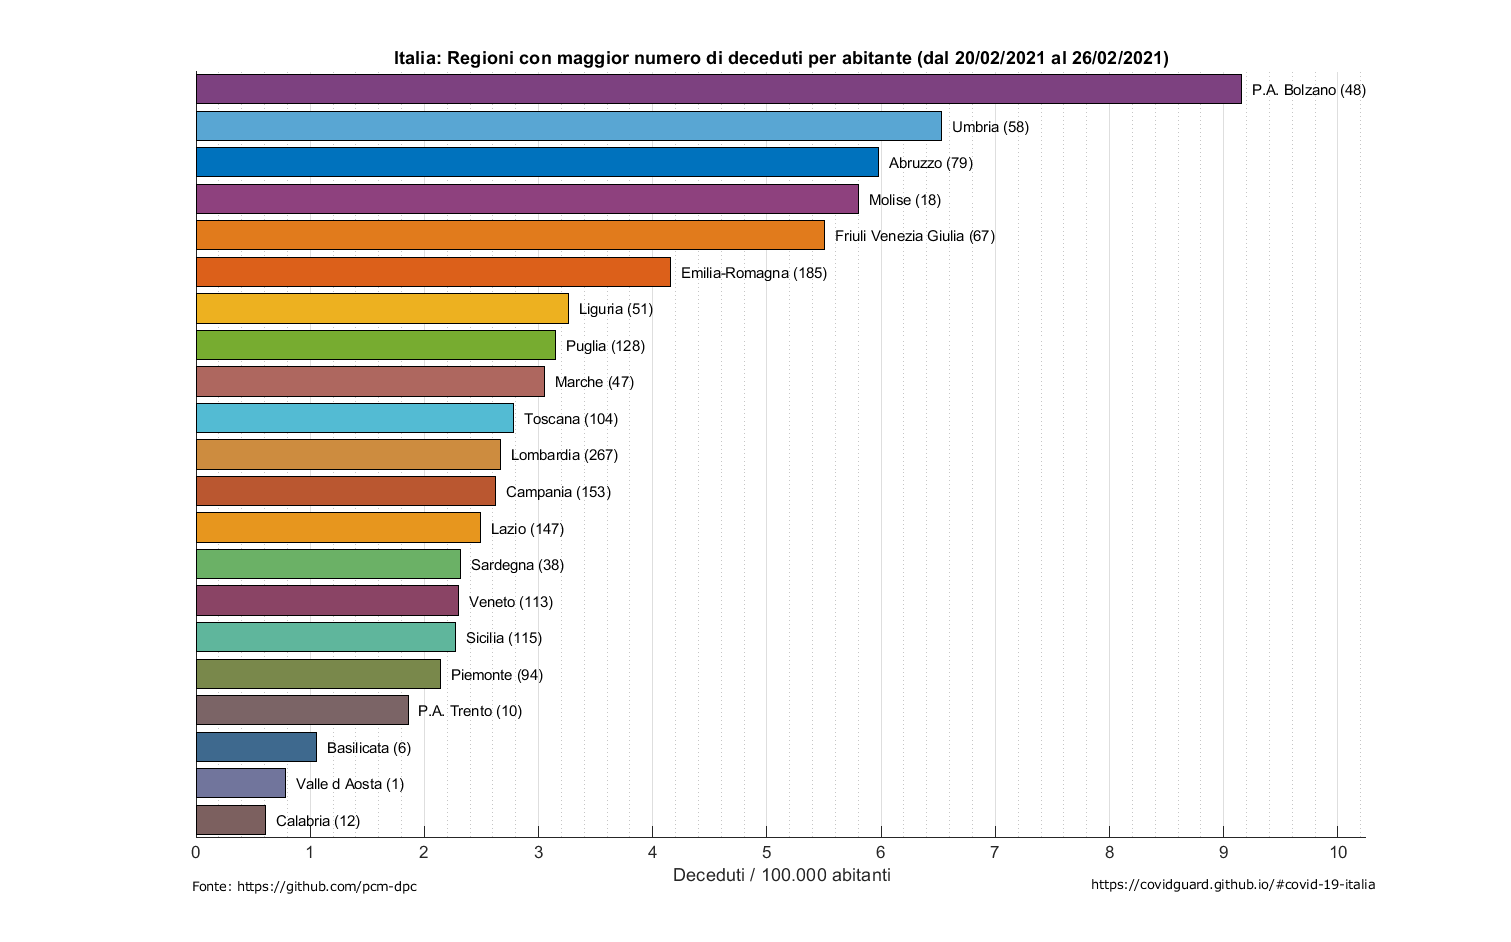 Italia: Regioni con maggior numero di deceduti per abitante (dal 20/02/2021 al 26/02/2021)
P.A. Bolzano (48)
Umbria (58)
Abruzzo (79)
Molise (18)
Friuli Venezia Giulia (67)
Emilia-Romagna (185)
Liguria (51)
Puglia (128)
Marche (47)
Toscana (104)
Lombardia (267)
Campania (153)
Lazio (147)
Sardegna (38)
Veneto (113)
Sicilia (115)
Piemonte (94)
P.A. Trento (10)
Basilicata (6)
Valle d Aosta (1)
Calabria (12)
0 1 2 3 4 5 6 7 8 9 10
Deceduti / 100.000 abitanti
Fonte: https://github.com/pcm-dpc
https://covidguard.github.io/#covid-19-italia